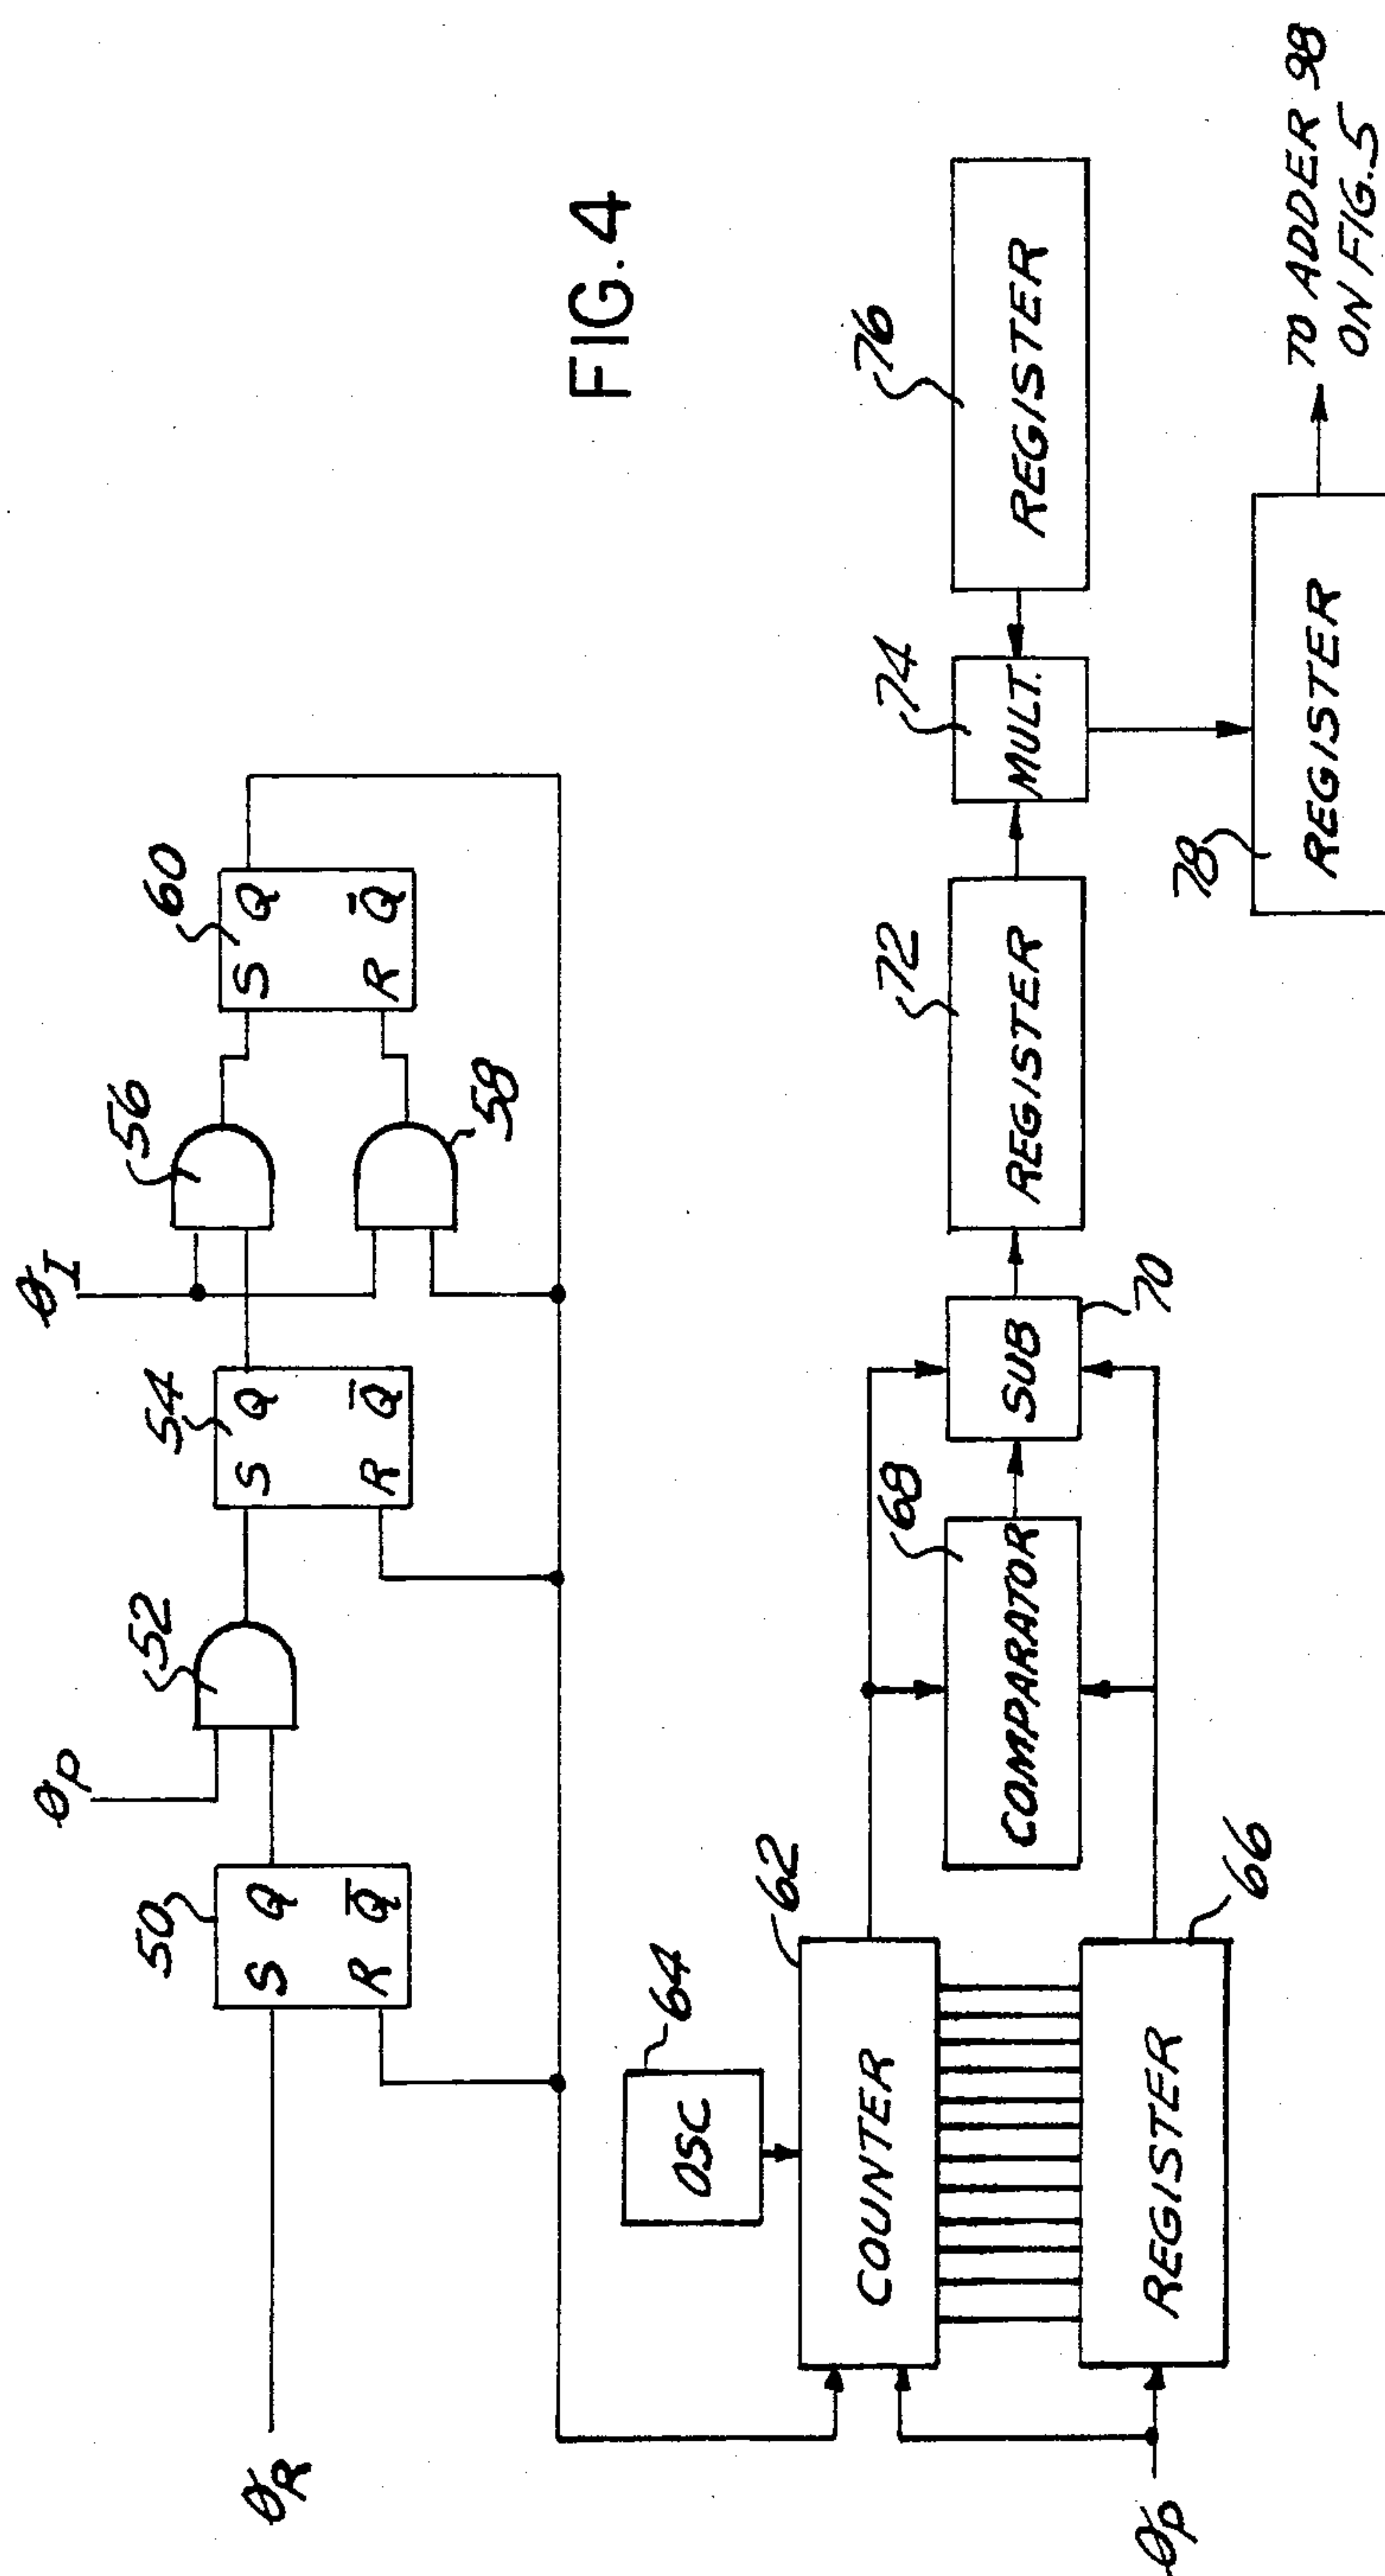 FIG. 4
ØR
50
S Q
R Q̅
ØP
52
54
S Q
R Q̅
ØI
56
58
60
S Q
R Q̅
64
OSC
62
COUNTER
ØP
REGISTER
66
68
COMPARATOR
SUB
70
72
REGISTER
74
MULT.
76
REGISTER
78
REGISTER
TO ADDER 98
ON FIG. 5